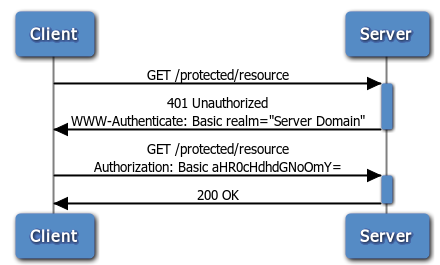 Client Server
GET /protected/resource
401 Unauthorized
WWW-Authenticate: Basic realm="Server Domain"
GET /protected/resource
Authorization: Basic aHR0cHdhdGNoOmY=
200 OK
Client Server